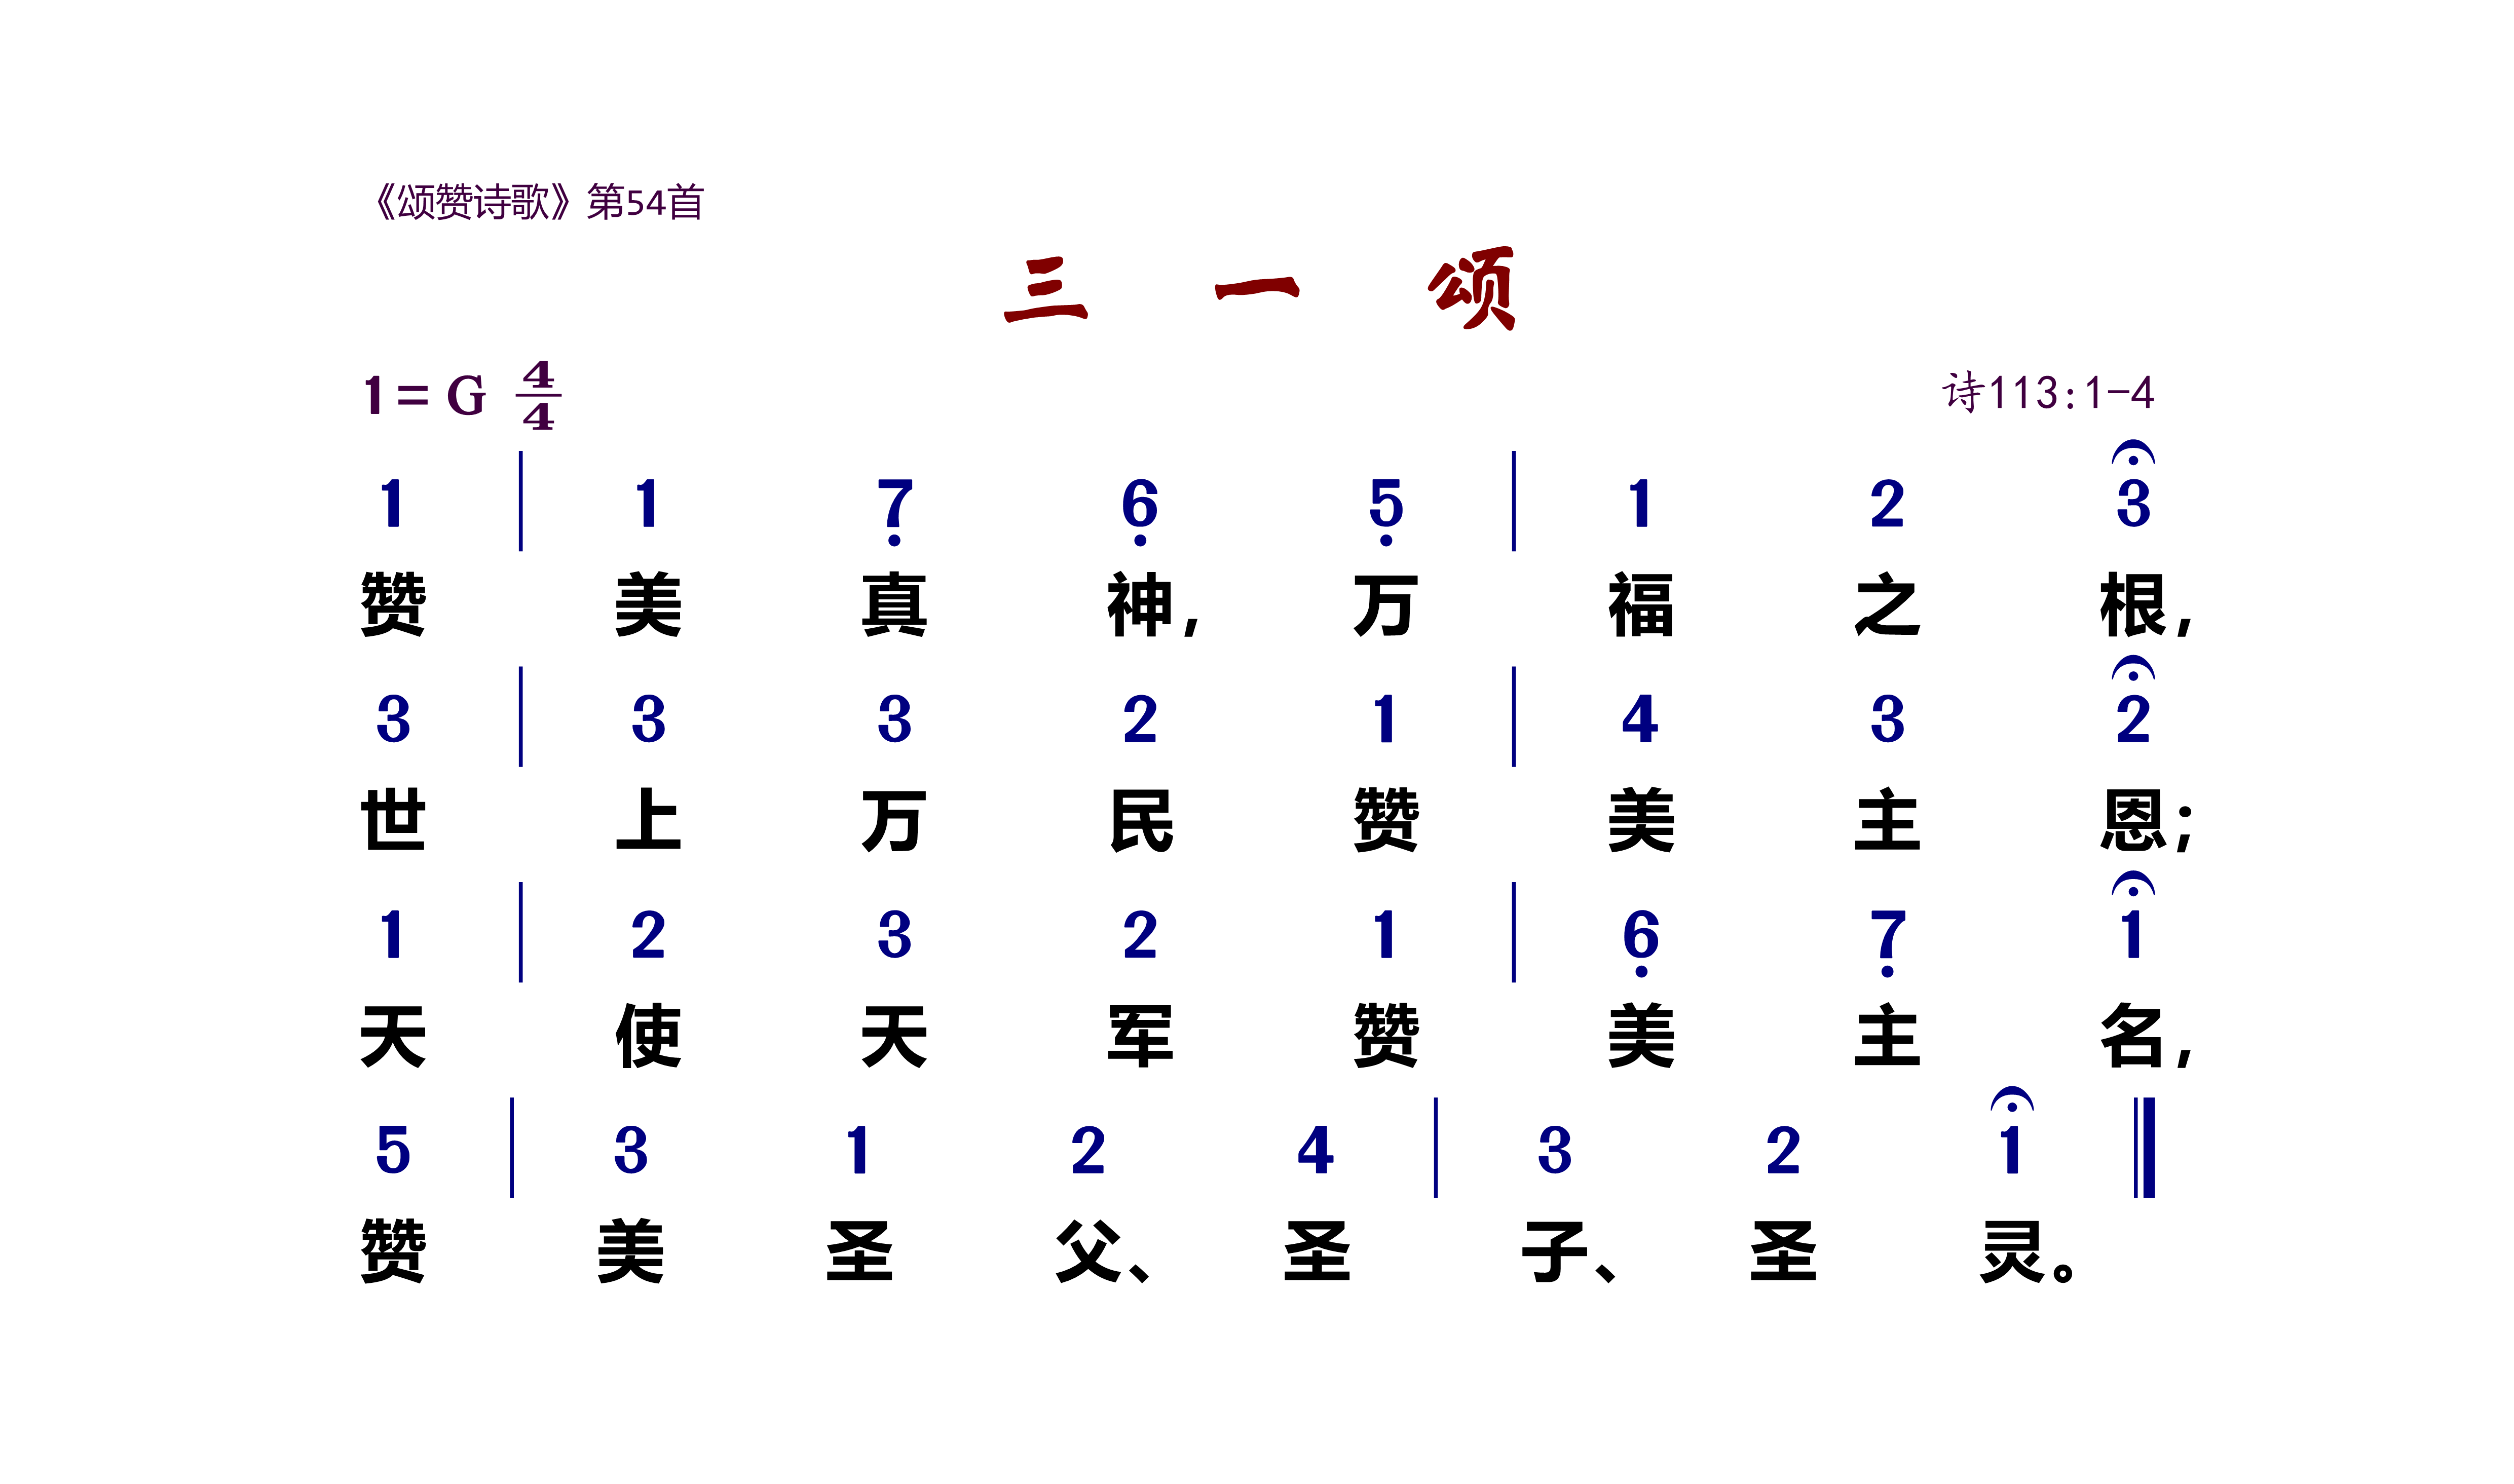 《颂赞诗歌》第54首
三 一 颂
1= G 4/4
诗113:1-4
1 | 1 7 6 5 | 1 2 3
赞 美 真 神, 万 福 之 根,
3 | 3 3 2 1 | 4 3 2
世 上 万 民 赞 美 主 恩;
1 | 2 3 2 1 | 6 7 1
天 使 天 军 赞 美 主 名,
5 | 3 1 2 4 | 3 2 1
赞 美 圣 父、 圣 子、 圣 灵。